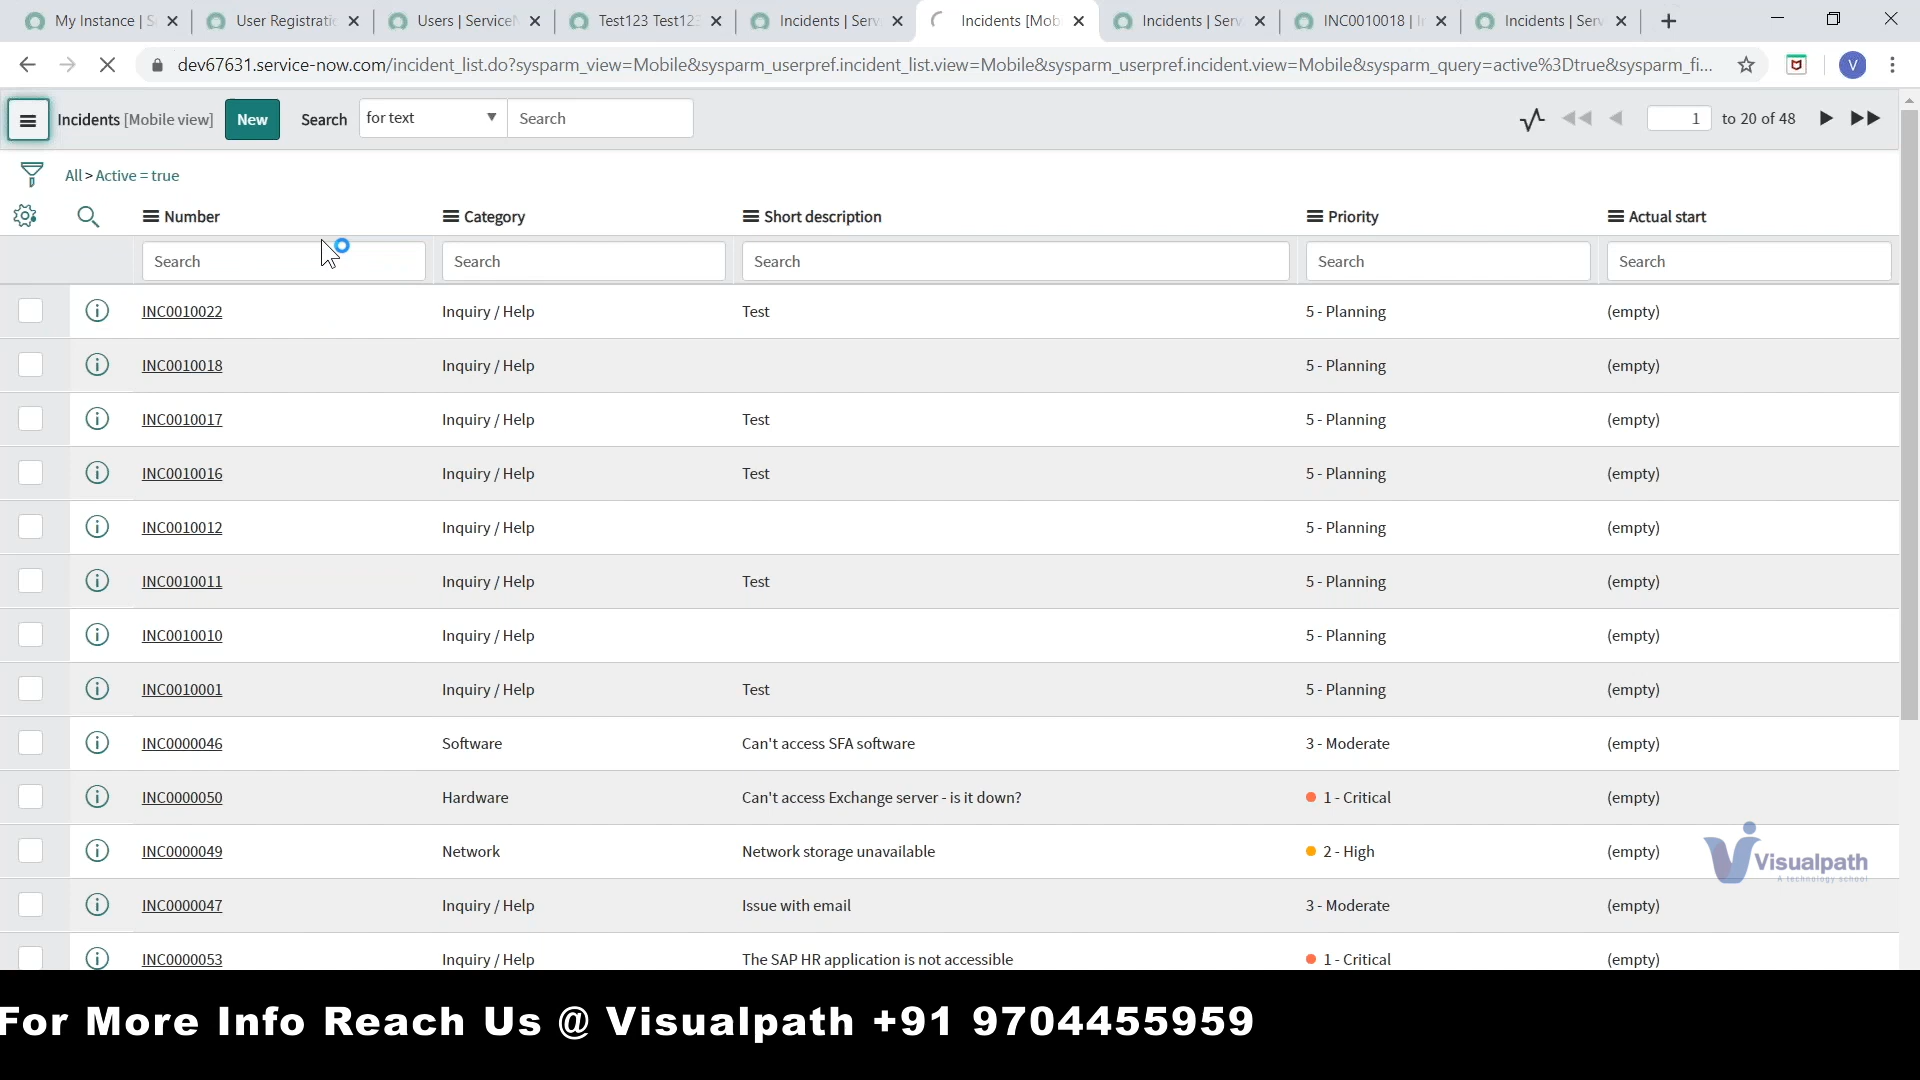 My Instance | S
User Registratio
Users | ServiceN
Test123 Test123
Incidents | Serv
Incidents [Mob
Incidents | Serv
INC0010018 | In
Incidents | Serv
dev67631.service-now.com/incident_list.do?sysparm_view=Mobile&sysparm_userpref.incident_list.view=Mobile&sysparm_userpref.incident.view=Mobile&sysparm_query=active%3Dtrue&sysparm_fi...
V
Incidents [Mobile view] New Search for text Search 1 to 20 of 48
All > Active = true
Number Category Short description Priority Actual start
Search Search Search Search Search
INC0010022 Inquiry / Help Test 5 - Planning (empty)
INC0010018 Inquiry / Help 5 - Planning (empty)
INC0010017 Inquiry / Help Test 5 - Planning (empty)
INC0010016 Inquiry / Help Test 5 - Planning (empty)
INC0010012 Inquiry / Help 5 - Planning (empty)
INC0010011 Inquiry / Help Test 5 - Planning (empty)
INC0010010 Inquiry / Help 5 - Planning (empty)
INC0010001 Inquiry / Help Test 5 - Planning (empty)
INC0000046 Software Can't access SFA software 3 - Moderate (empty)
INC0000050 Hardware Can't access Exchange server - is it down? 1 - Critical (empty)
INC0000049 Network Network storage unavailable 2 - High (empty)
Visualpath
A technology school
INC0000047 Inquiry / Help Issue with email 3 - Moderate (empty)
INC0000053 Inquiry / Help The SAP HR application is not accessible 1 - Critical (empty)
For More Info Reach Us @ Visualpath +91 9704455959